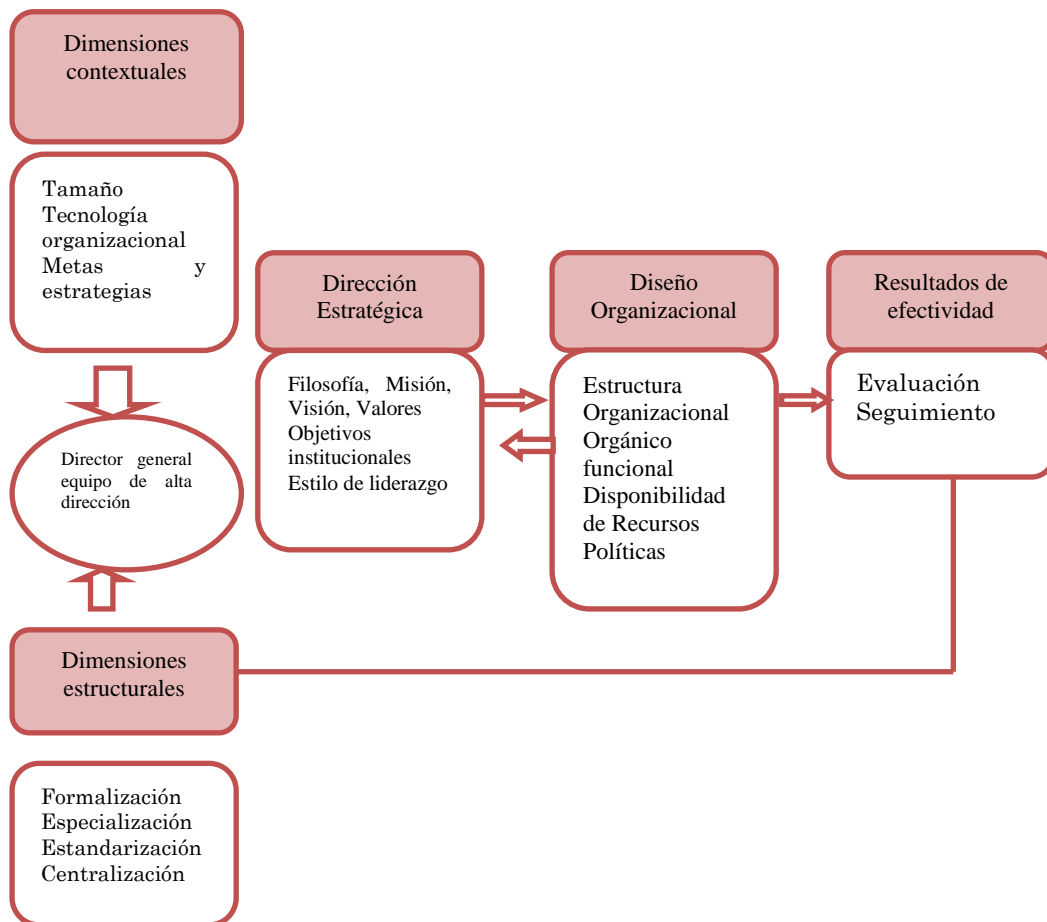 Dimensiones
contextuales
Tamaño
Tecnología
organizacional
Metas y
estrategias
Director general
equipo de alta
dirección
Dimensiones
estructurales
Formalización
Especialización
Estandarización
Centralización
Dirección
Estratégica
Filosofía, Misión,
Visión, Valores
Objetivos
institucionales
Estilo de liderazgo
Diseño
Organizacional
Estructura
Organizacional
Orgánico
funcional
Disponibilidad
de Recursos
Políticas
Resultados de
efectividad
Evaluación
Seguimiento